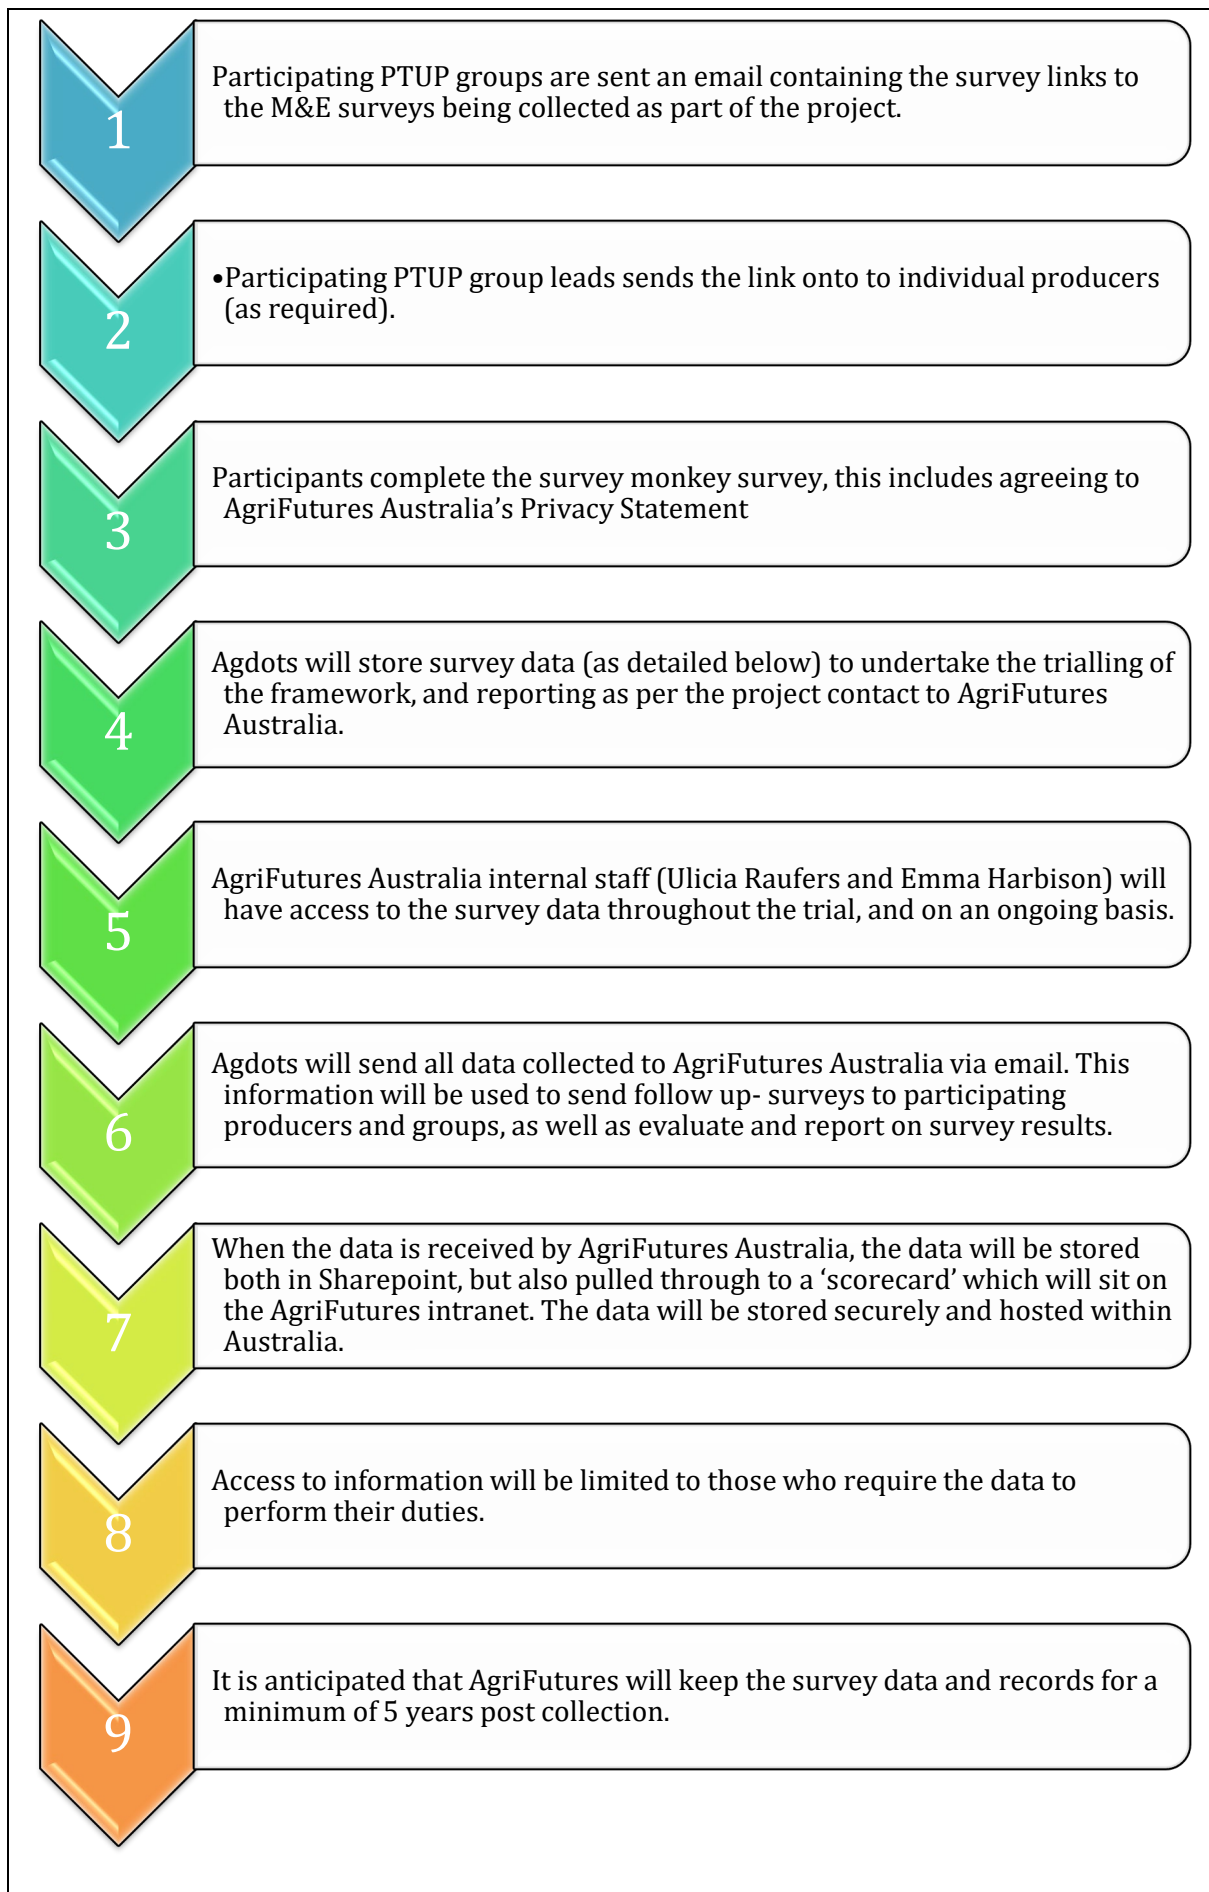 1
Participating PTUP groups are sent an email containing the survey links to
the M&E surveys being collected as part of the project.
2
•Participating PTUP group leads sends the link onto to individual producers
(as required).
3
Participants complete the survey monkey survey, this includes agreeing to
AgriFutures Australia’s Privacy Statement
4
Agdots will store survey data (as detailed below) to undertake the trialling of
the framework, and reporting as per the project contact to AgriFutures
Australia.
5
AgriFutures Australia internal staff (Ulicia Raufers and Emma Harbison) will
have access to the survey data throughout the trial, and on an ongoing basis.
6
Agdots will send all data collected to AgriFutures Australia via email. This
information will be used to send follow up- surveys to participating
producers and groups, as well as evaluate and report on survey results.
7
When the data is received by AgriFutures Australia, the data will be stored
both in Sharepoint, but also pulled through to a ‘scorecard’ which will sit on
the AgriFutures intranet. The data will be stored securely and hosted within
Australia.
8
Access to information will be limited to those who require the data to
perform their duties.
9
It is anticipated that AgriFutures will keep the survey data and records for a
minimum of 5 years post collection.